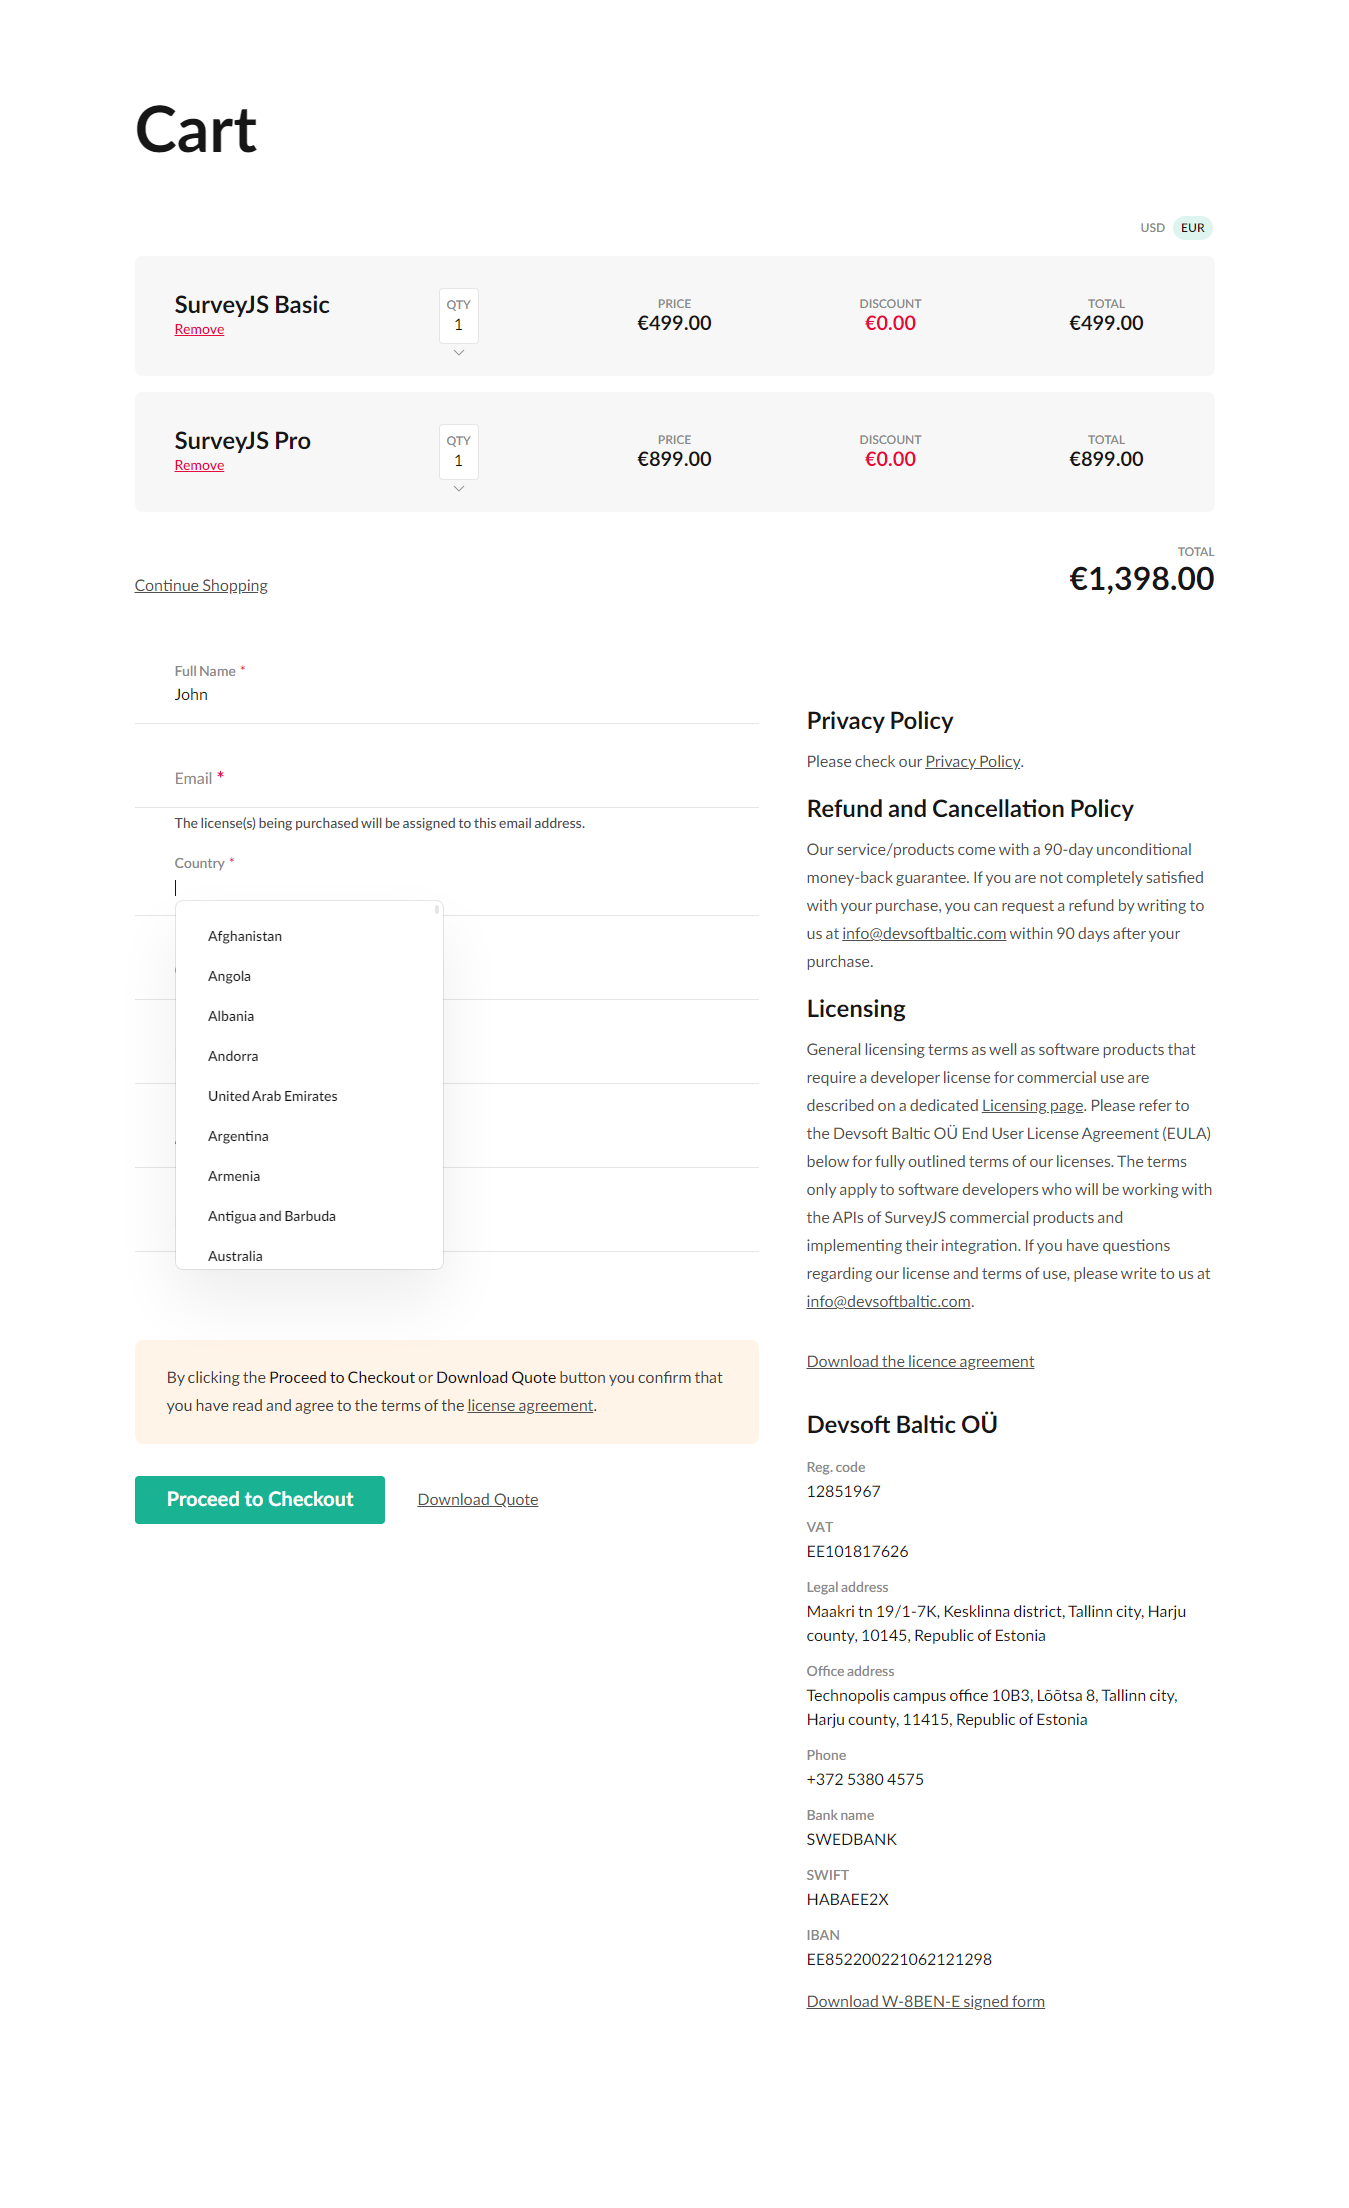 Cart
USD EUR
SurveyJS Basic
Remove
QTY
1
PRICE
€499.00
DISCOUNT
€0.00
TOTAL
€499.00
SurveyJS Pro
Remove
QTY
1
PRICE
€899.00
DISCOUNT
€0.00
TOTAL
€899.00
Continue Shopping
TOTAL
€1,398.00
Full Name *
John
Email *
The license(s) being purchased will be assigned to this email address.
Country *
Afghanistan
Angola
Albania
Andorra
United Arab Emirates
Argentina
Armenia
Antigua and Barbuda
Australia
By clicking the Proceed to Checkout or Download Quote button you confirm that
you have read and agree to the terms of the license agreement.
Proceed to Checkout
Download Quote
Privacy Policy
Please check our Privacy Policy.
Refund and Cancellation Policy
Our service/products come with a 90-day unconditional
money-back guarantee. If you are not completely satisfied
with your purchase, you can request a refund by writing to
us at info@devsoftbaltic.com within 90 days after your
purchase.
Licensing
General licensing terms as well as software products that
require a developer license for commercial use are
described on a dedicated Licensing page. Please refer to
the Devsoft Baltic OÜ End User License Agreement (EULA)
below for fully outlined terms of our licenses. The terms
only apply to software developers who will be working with
the APIs of SurveyJS commercial products and
implementing their integration. If you have questions
regarding our license and terms of use, please write to us at
info@devsoftbaltic.com.
Download the licence agreement
Devsoft Baltic OÜ
Reg. code
12851967
VAT
EE101817626
Legal address
Maakri tn 19/1-7K, Kesklinna district, Tallinn city, Harju
county, 10145, Republic of Estonia
Office address
Technopolis campus office 10B3, Lõõtsa 8, Tallinn city,
Harju county, 11415, Republic of Estonia
Phone
+372 5380 4575
Bank name
SWEDBANK
SWIFT
HABAEE2X
IBAN
EE852200221062121298
Download W-8BEN-E signed form